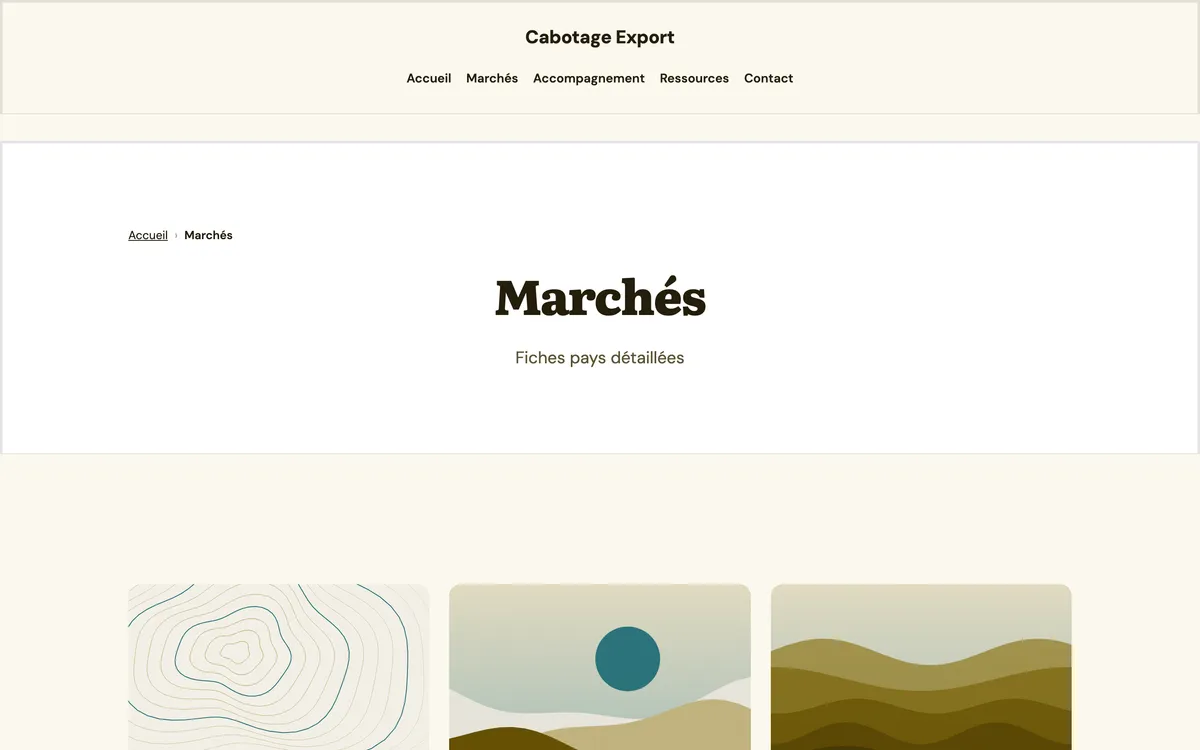 Cabotage Export
Accueil Marchés Accompagnement Ressources Contact
Accueil › Marchés
Marchés
Fiches pays détaillées